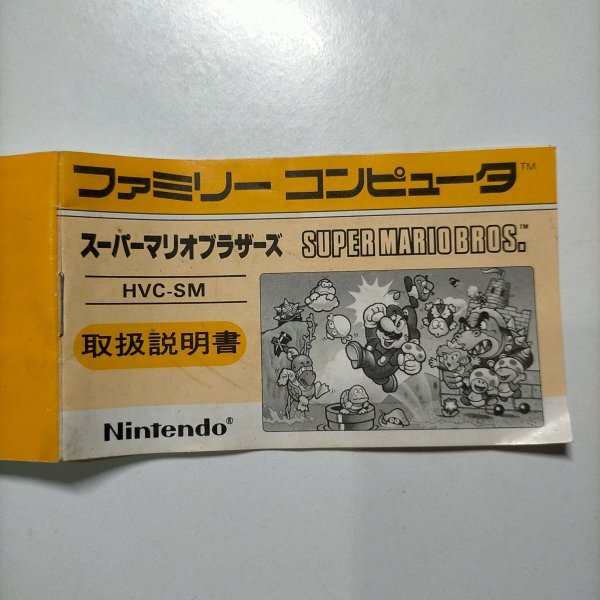 ファミリーコンピュータ™
スーパーマリオブラザーズ SUPER MARIO BROS.™
HVC-SM
取扱説明書
Nintendo®